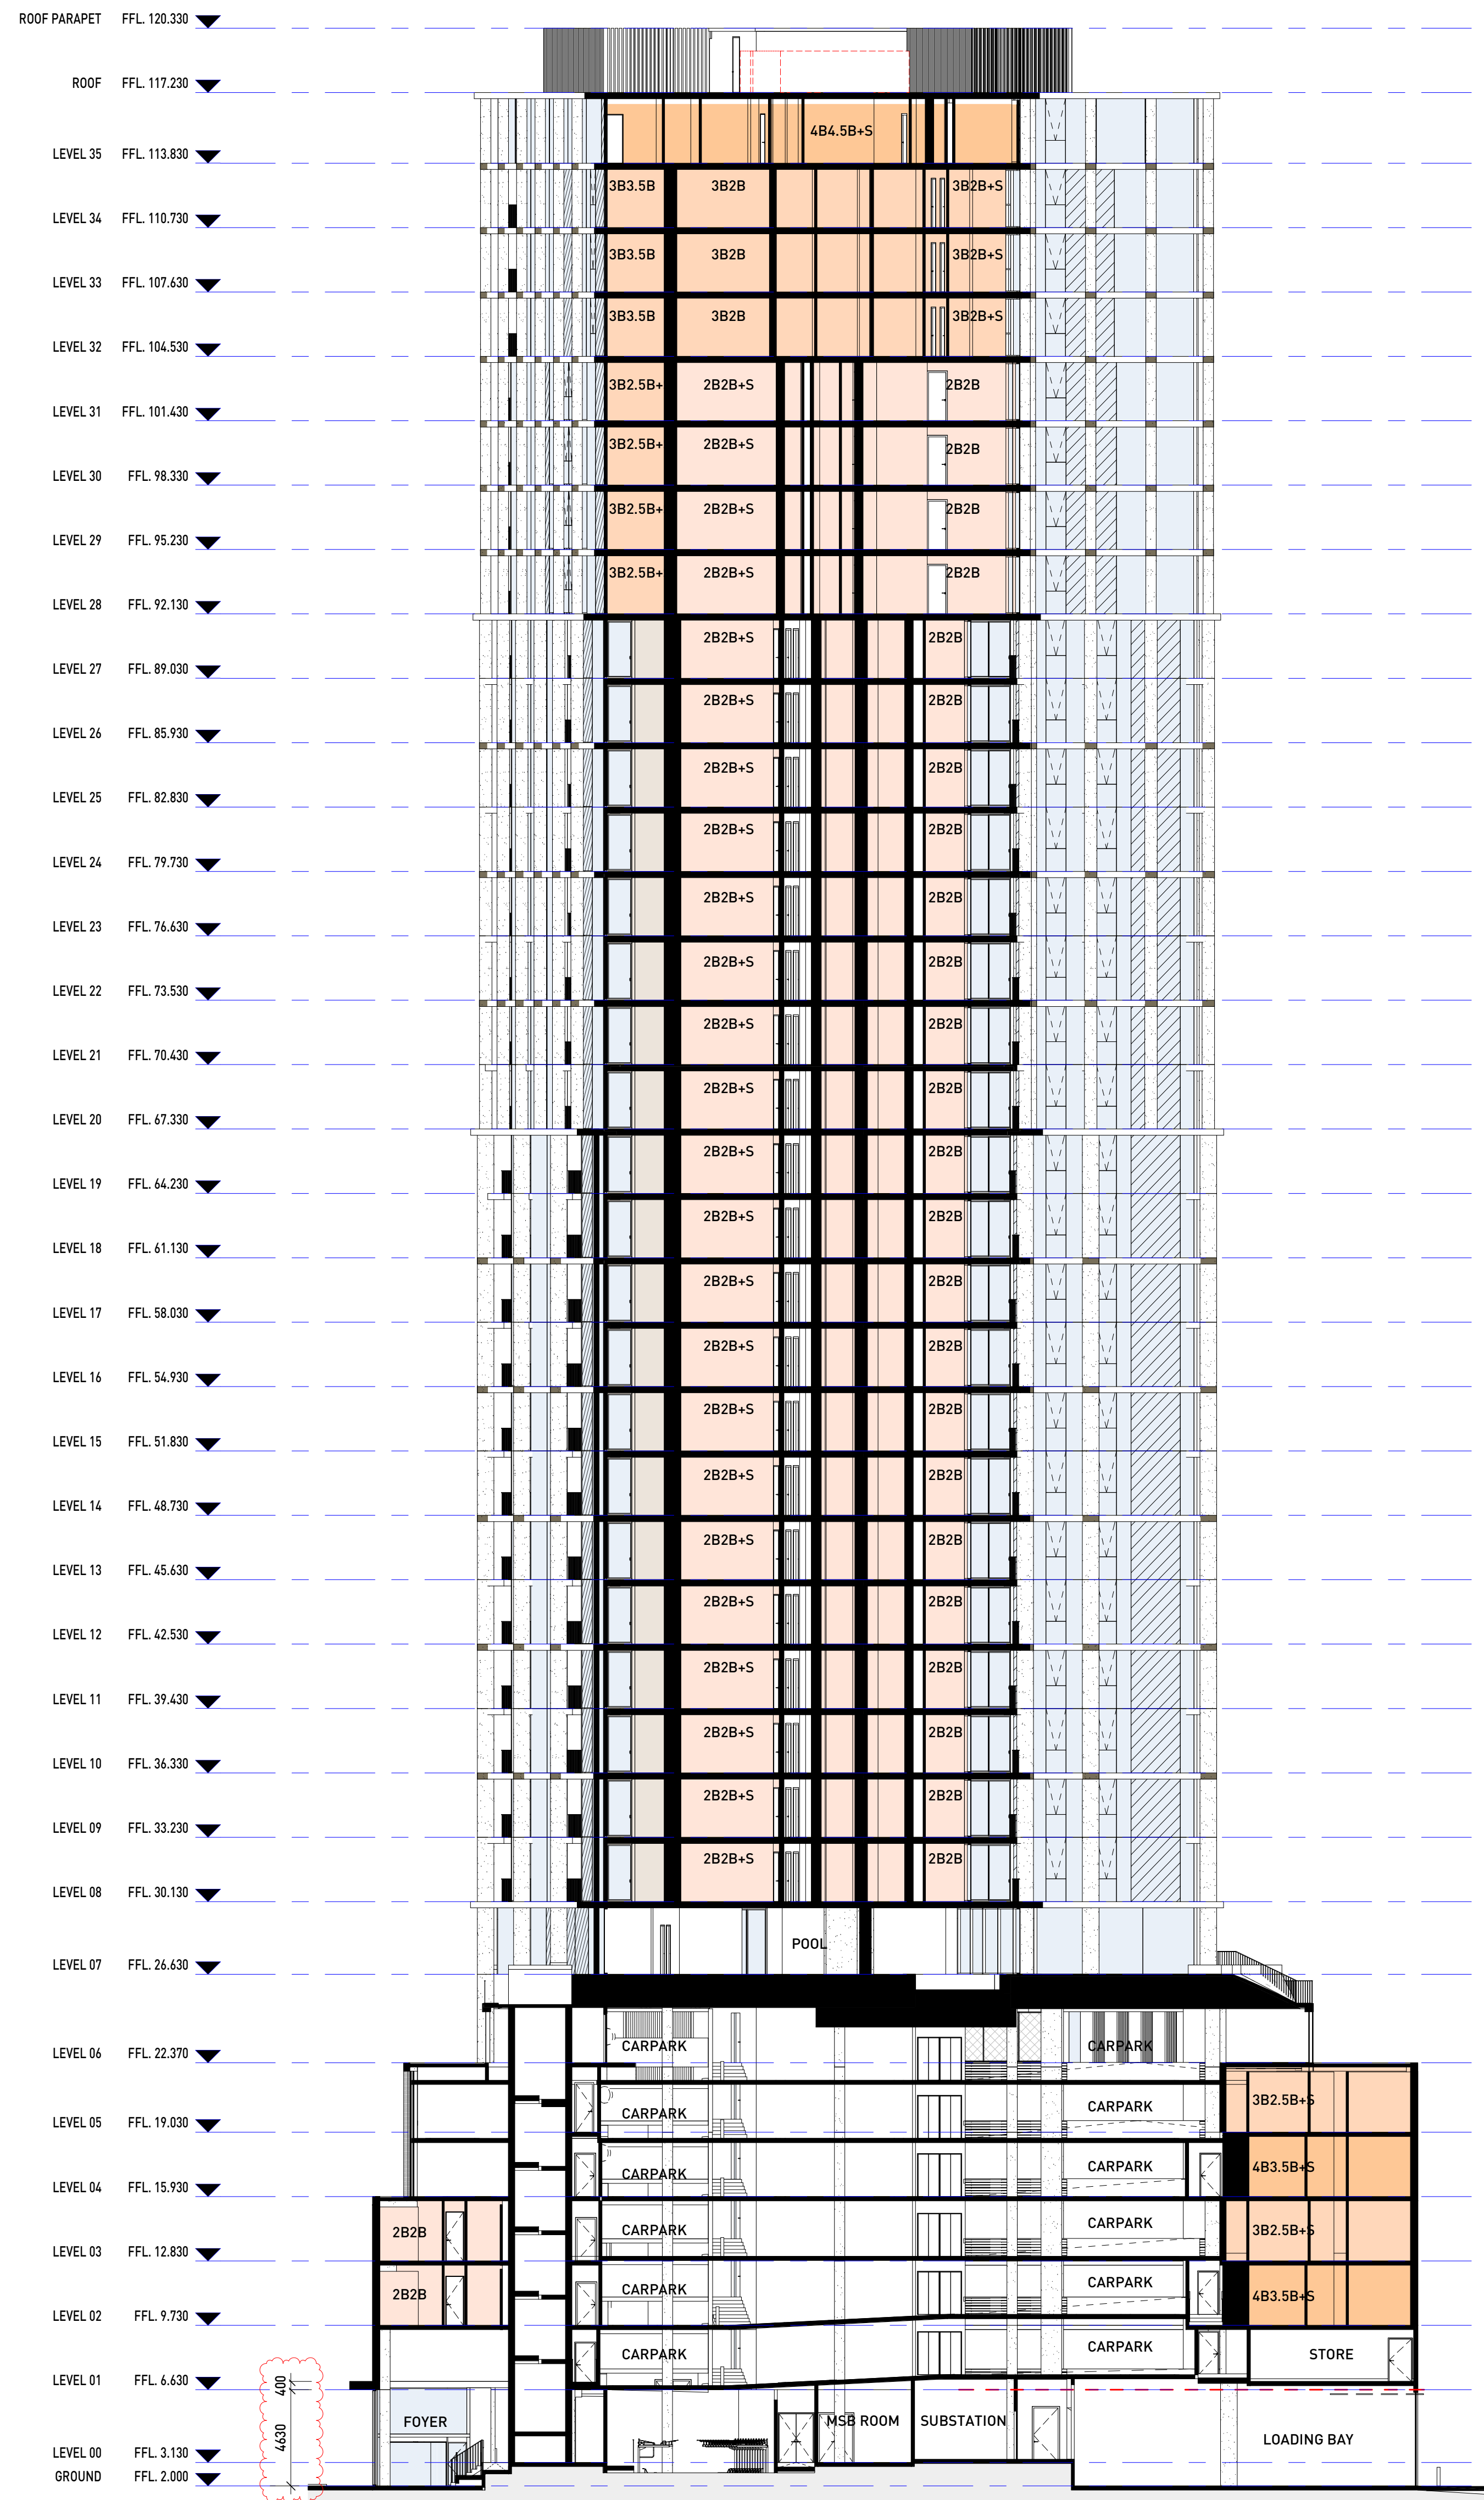 ROOF PARAPET FFL. 120.330
ROOF FFL. 117.230
4B4.5B+S
LEVEL 35 FFL. 113.830
3B3.5B 3B2B 3B2B+S
LEVEL 34 FFL. 110.730
3B3.5B 3B2B 3B2B+S
LEVEL 33 FFL. 107.630
3B3.5B 3B2B 3B2B+S
LEVEL 32 FFL. 104.530
3B2.5B+ 2B2B+S 2B2B
LEVEL 31 FFL. 101.430
3B2.5B+ 2B2B+S 2B2B
LEVEL 30 FFL. 98.330
3B2.5B+ 2B2B+S 2B2B
LEVEL 29 FFL. 95.230
3B2.5B+ 2B2B+S 2B2B
LEVEL 28 FFL. 92.130
2B2B+S 2B2B
LEVEL 27 FFL. 89.030
2B2B+S 2B2B
LEVEL 26 FFL. 85.930
2B2B+S 2B2B
LEVEL 25 FFL. 82.830
2B2B+S 2B2B
LEVEL 24 FFL. 79.730
2B2B+S 2B2B
LEVEL 23 FFL. 76.630
2B2B+S 2B2B
LEVEL 22 FFL. 73.530
2B2B+S 2B2B
LEVEL 21 FFL. 70.430
2B2B+S 2B2B
LEVEL 20 FFL. 67.330
2B2B+S 2B2B
LEVEL 19 FFL. 64.230
2B2B+S 2B2B
LEVEL 18 FFL. 61.130
2B2B+S 2B2B
LEVEL 17 FFL. 58.030
2B2B+S 2B2B
LEVEL 16 FFL. 54.930
2B2B+S 2B2B
LEVEL 15 FFL. 51.830
2B2B+S 2B2B
LEVEL 14 FFL. 48.730
2B2B+S 2B2B
LEVEL 13 FFL. 45.630
2B2B+S 2B2B
LEVEL 12 FFL. 42.530
2B2B+S 2B2B
LEVEL 11 FFL. 39.430
2B2B+S 2B2B
LEVEL 10 FFL. 36.330
2B2B+S 2B2B
LEVEL 09 FFL. 33.230
2B2B+S 2B2B
LEVEL 08 FFL. 30.130
POOL
LEVEL 07 FFL. 26.630
CARPARK CARPARK
LEVEL 06 FFL. 22.370
CARPARK CARPARK 3B2.5B+S
LEVEL 05 FFL. 19.030
CARPARK CARPARK 4B3.5B+S
LEVEL 04 FFL. 15.930
2B2B CARPARK CARPARK 3B2.5B+S
LEVEL 03 FFL. 12.830
2B2B CARPARK CARPARK 4B3.5B+S
LEVEL 02 FFL. 9.730
CARPARK CARPARK STORE
LEVEL 01 FFL. 6.630
400
FOYER MSB ROOM SUBSTATION
4630
LOADING BAY
LEVEL 00 FFL. 3.130
GROUND FFL. 2.000